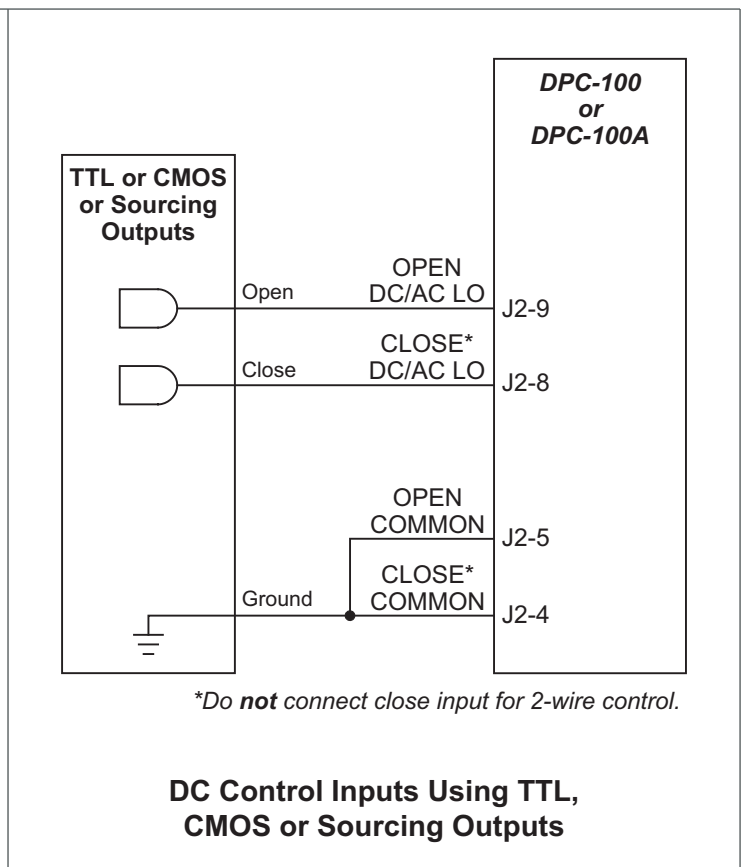 DPC-100
or
DPC-100A
TTL or CMOS
or Sourcing
Outputs
Open
OPEN
DC/AC LO
J2-9
Close
CLOSE*
DC/AC LO
J2-8
OPEN
COMMON
J2-5
Ground
CLOSE*
COMMON
J2-4
*Do not connect close input for 2-wire control.
DC Control Inputs Using TTL,
CMOS or Sourcing Outputs